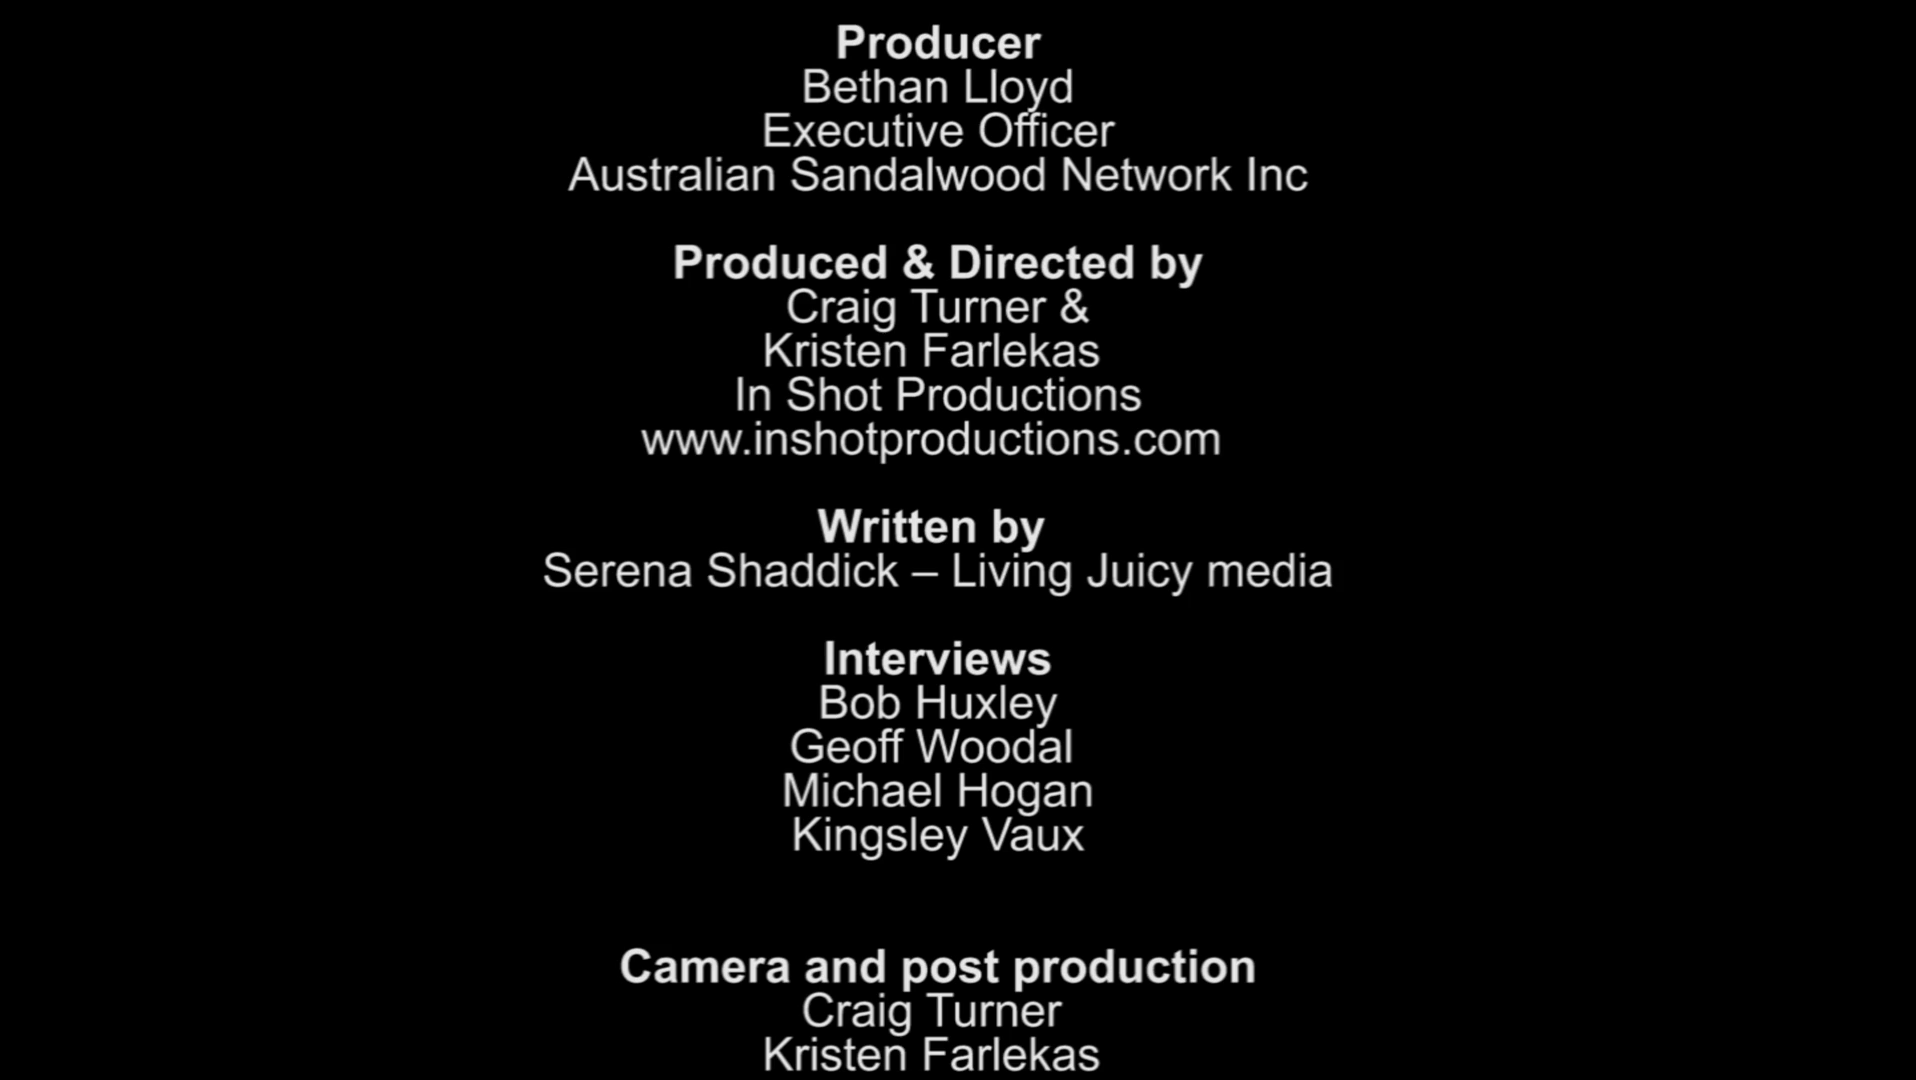 Producer
Bethan Lloyd
Executive Officer
Australian Sandalwood Network Inc
Produced & Directed by
Craig Turner &
Kristen Farlekas
In Shot Productions
www.inshotproductions.com
Written by
Serena Shaddick – Living Juicy media
Interviews
Bob Huxley
Geoff Woodal
Michael Hogan
Kingsley Vaux
Camera and post production
Craig Turner
Kristen Farlekas